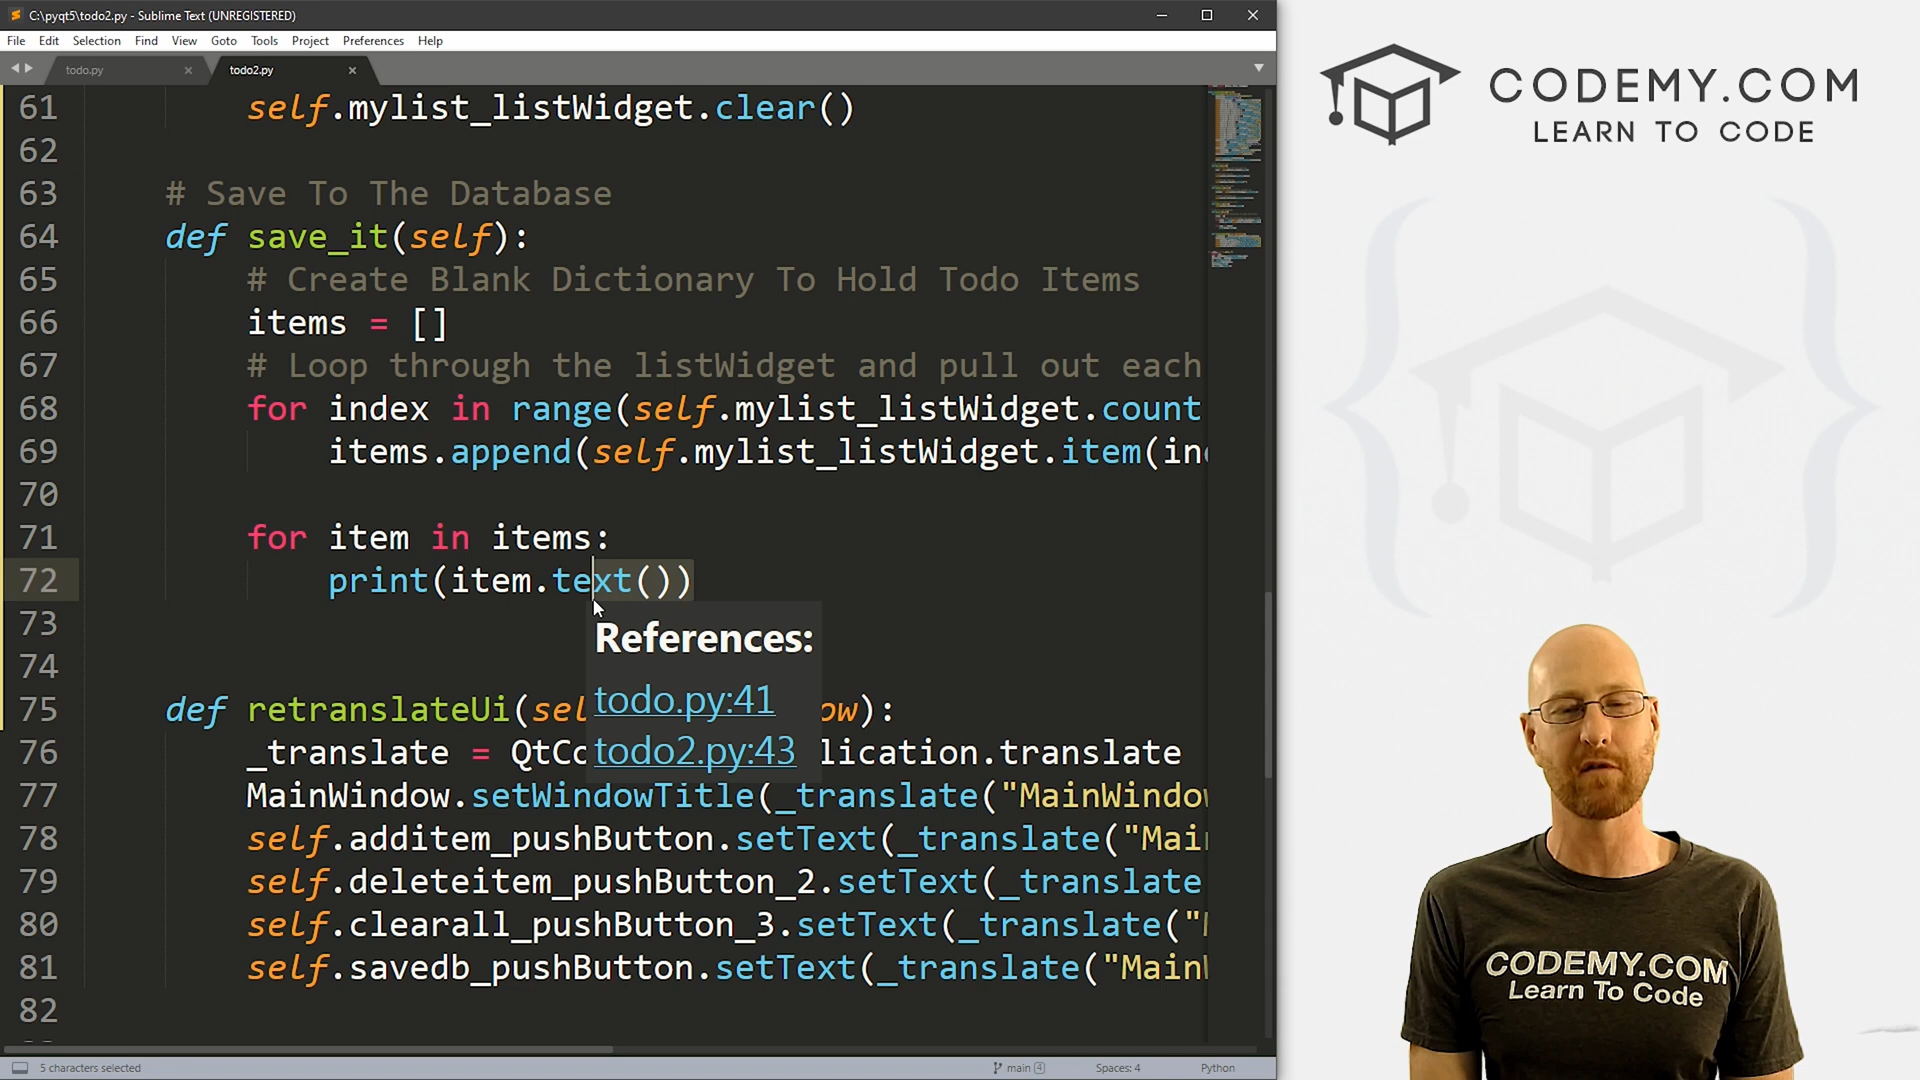 C:\pyqt5\todo2.py - Sublime Text (UNREGISTERED)
File Edit Selection Find View Goto Tools Project Preferences Help
todo.py
todo2.py
61 self.mylist_listWidget.clear()
62
63 # Save To The Database
64 def save_it(self):
65 # Create Blank Dictionary To Hold Todo Items
66 items = []
67 # Loop through the listWidget and pull out each
68 for index in range(self.mylist_listWidget.count
69 items.append(self.mylist_listWidget.item(in
70
71 for item in items:
72 print(item.text())
73
References:
74
todo.py:41
75 def retranslateUi(sel ow):
76 _translate = QtCo lication.translate
todo2.py:43
77 MainWindow.setWindowTitle(_translate("MainWindo
78 self.additem_pushButton.setText(_translate("Mai
79 self.deleteitem_pushButton_2.setText(_translate
80 self.clearall_pushButton_3.setText(_translate("
81 self.savedb_pushButton.setText(_translate("Main
82
5 characters selected
main 4
Spaces: 4
Python
CODEMY.COM
LEARN TO CODE
CODEMY.COM
Learn To Code